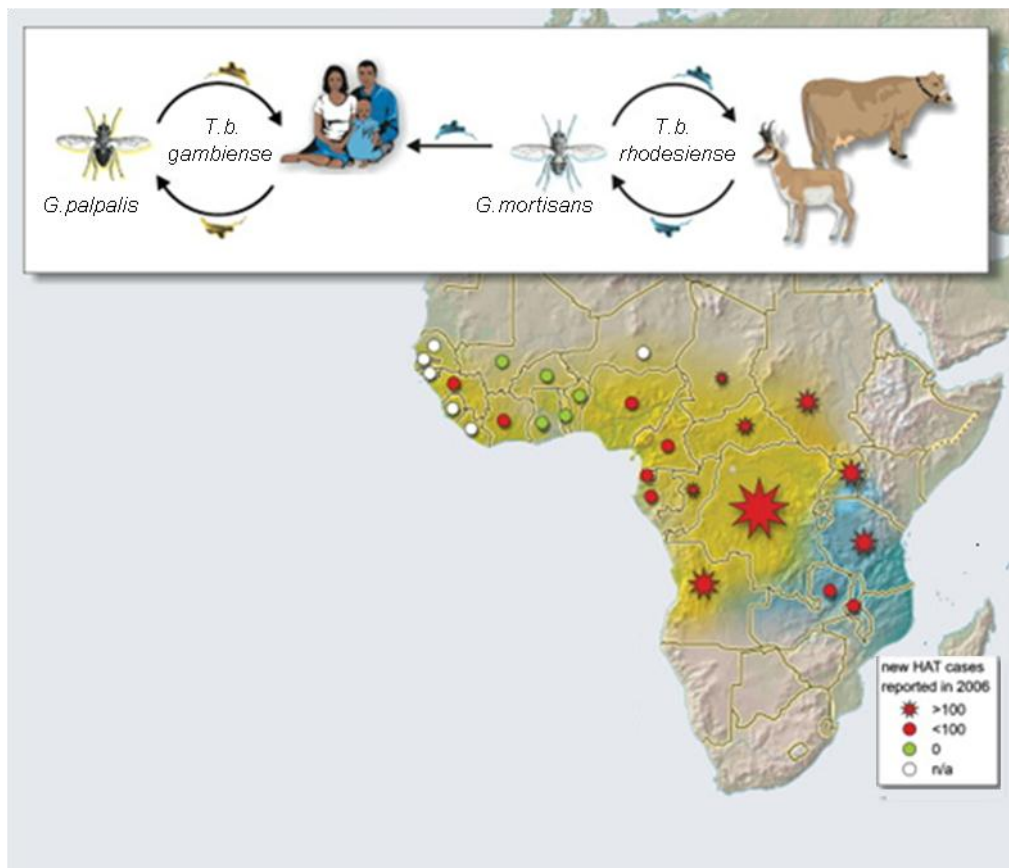 T.b.
gambiense
G.palpalis
T.b.
rhodesiense
G.mortisans
new HAT cases
reported in 2006
>100
<100
0
n/a